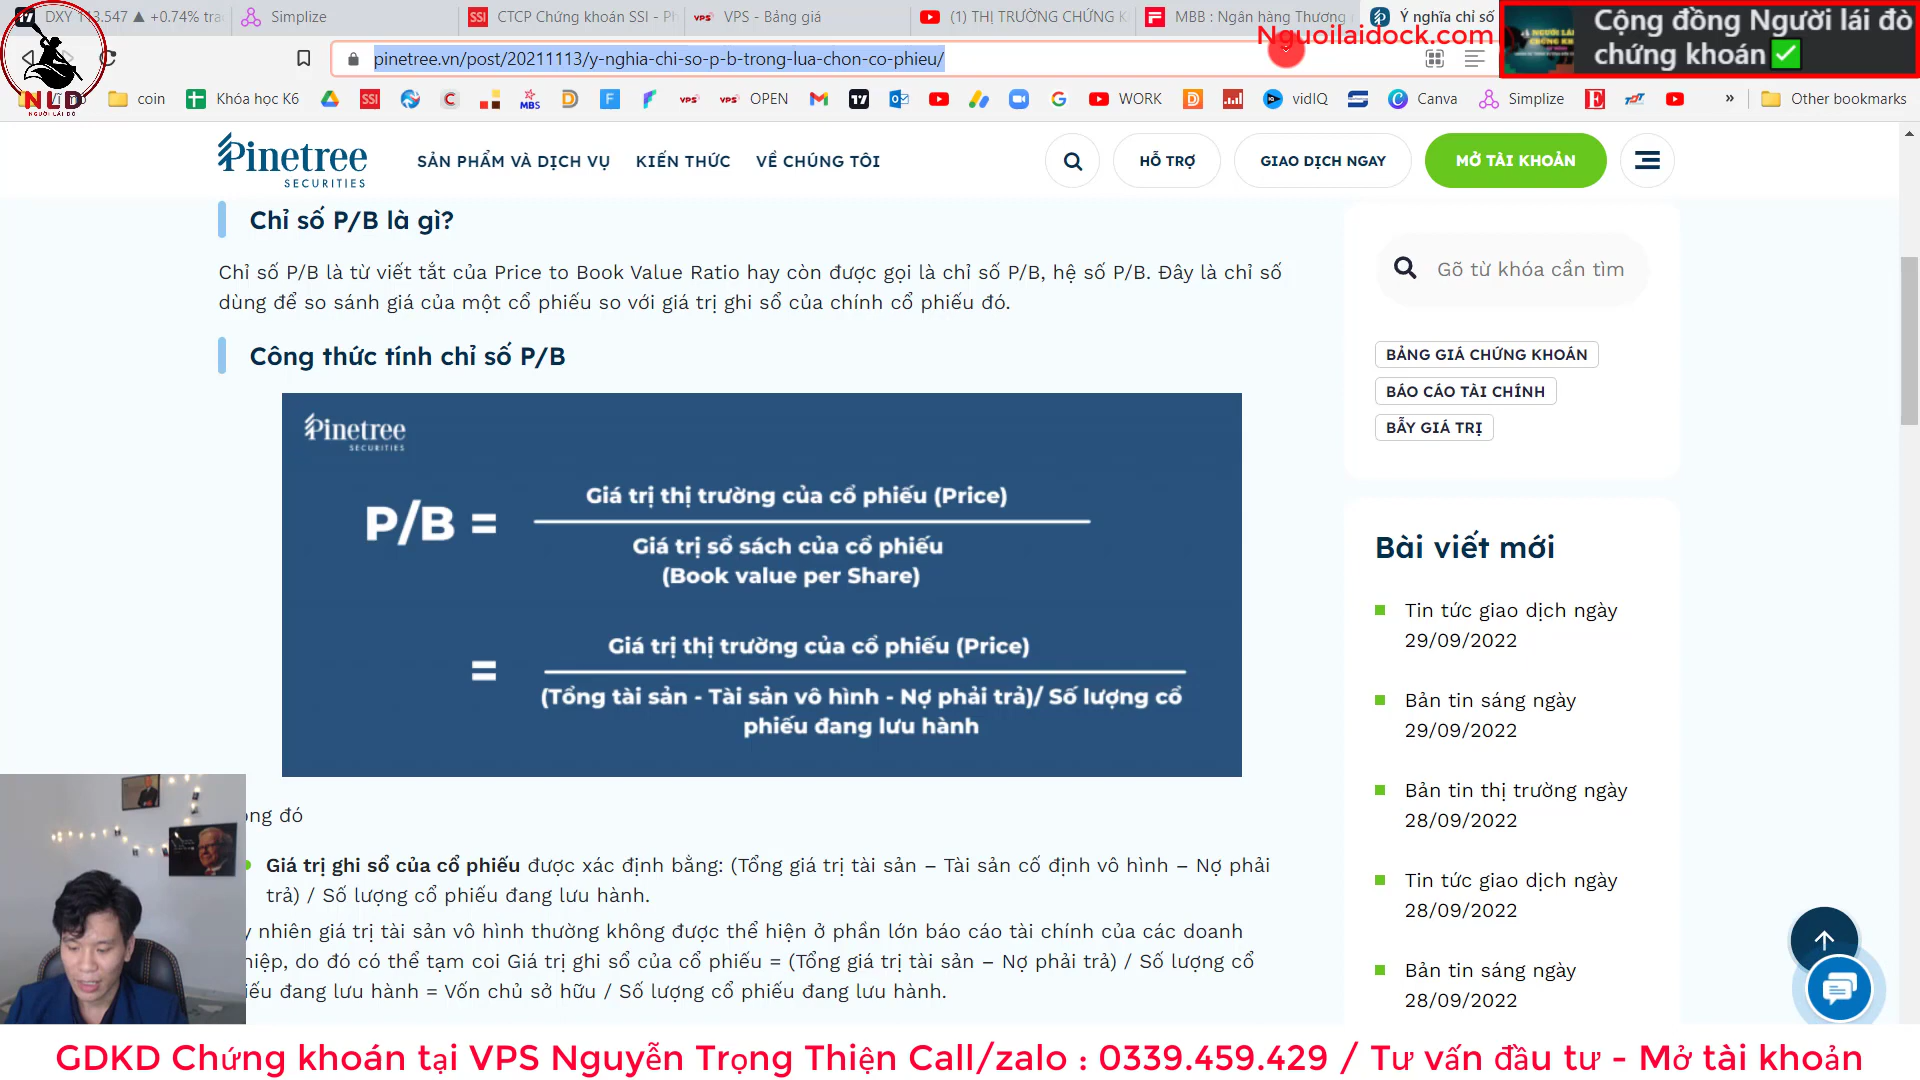 DXY 113.547 ▲ +0.74%
Simplize
CTCP Chứng khoán SSI
VPS - Bảng giá
(1) THỊ TRƯỜNG CHỨNG K
MBB : Ngân hàng Thương
Ý nghĩa chỉ số
Cộng đồng Người lái đò
chứng khoán ✅
Nguoilaidock.com
pinetree.vn/post/20211113/y-nghia-chi-so-p-b-trong-lua-chon-co-phieu/
NLD
NGƯỜI LÁI ĐÒ
coin
Khóa học K6
OPEN
WORK
vidIQ
Canva
Simplize
» Other bookmarks
Pinetree
SECURITIES
SẢN PHẨM VÀ DỊCH VỤ
KIẾN THỨC
VỀ CHÚNG TÔI
HỖ TRỢ
GIAO DỊCH NGAY
MỞ TÀI KHOẢN
Chỉ số P/B là gì?
Chỉ số P/B là từ viết tắt của Price to Book Value Ratio hay còn được gọi là chỉ số P/B, hệ số P/B. Đây là chỉ số
dùng để so sánh giá của một cổ phiếu so với giá trị ghi sổ của chính cổ phiếu đó.
Công thức tính chỉ số P/B
Pinetree
SECURITIES
Giá trị thị trường của cổ phiếu (Price)
P/B =
Giá trị sổ sách của cổ phiếu
(Book value per Share)
Giá trị thị trường của cổ phiếu (Price)
=
(Tổng tài sản - Tài sản vô hình - Nợ phải trả)/ Số lượng cổ
phiếu đang lưu hành
ong đó
Giá trị ghi sổ của cổ phiếu được xác định bằng: (Tổng giá trị tài sản – Tài sản cố định vô hình – Nợ phải
trả) / Số lượng cổ phiếu đang lưu hành.
y nhiên giá trị tài sản vô hình thường không được thể hiện ở phần lớn báo cáo tài chính của các doanh
hiệp, do đó có thể tạm coi Giá trị ghi sổ của cổ phiếu = (Tổng giá trị tài sản – Nợ phải trả) / Số lượng cổ
iếu đang lưu hành = Vốn chủ sở hữu / Số lượng cổ phiếu đang lưu hành.
Gõ từ khóa cần tìm
BẢNG GIÁ CHỨNG KHOÁN
BÁO CÁO TÀI CHÍNH
BẪY GIÁ TRỊ
Bài viết mới
Tin tức giao dịch ngày
29/09/2022
Bản tin sáng ngày
29/09/2022
Bản tin thị trường ngày
28/09/2022
Tin tức giao dịch ngày
28/09/2022
Bản tin sáng ngày
28/09/2022
GDKD Chứng khoán tại VPS Nguyễn Trọng Thiện Call/zalo : 0339.459.429 / Tư vấn đầu tư - Mở tài khoản